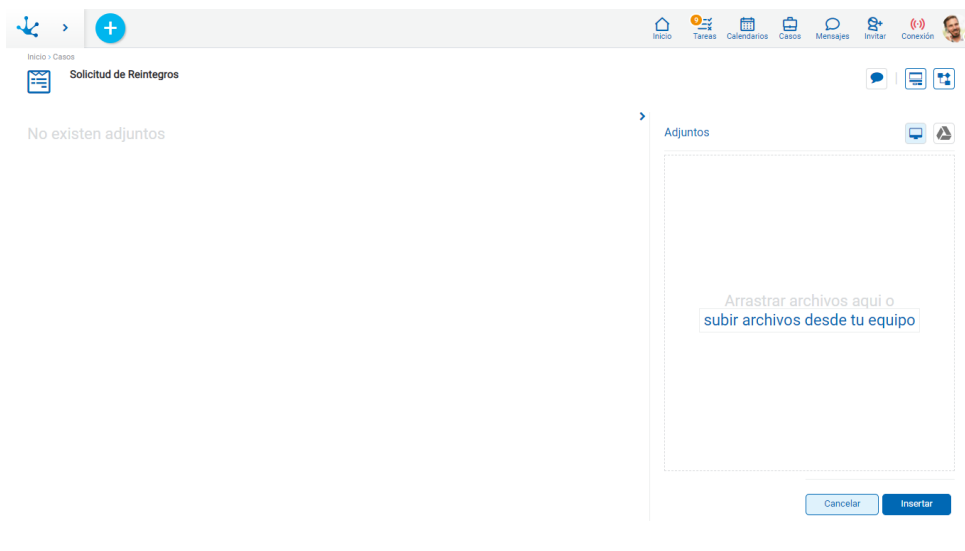 9
Inicio Tareas Calendarios Casos Mensajes Invitar Conexión
Inicio > Casos
Solicitud de Reintegros
No existen adjuntos
Adjuntos
Arrastrar archivos aqui o
subir archivos desde tu equipo
Cancelar Insertar